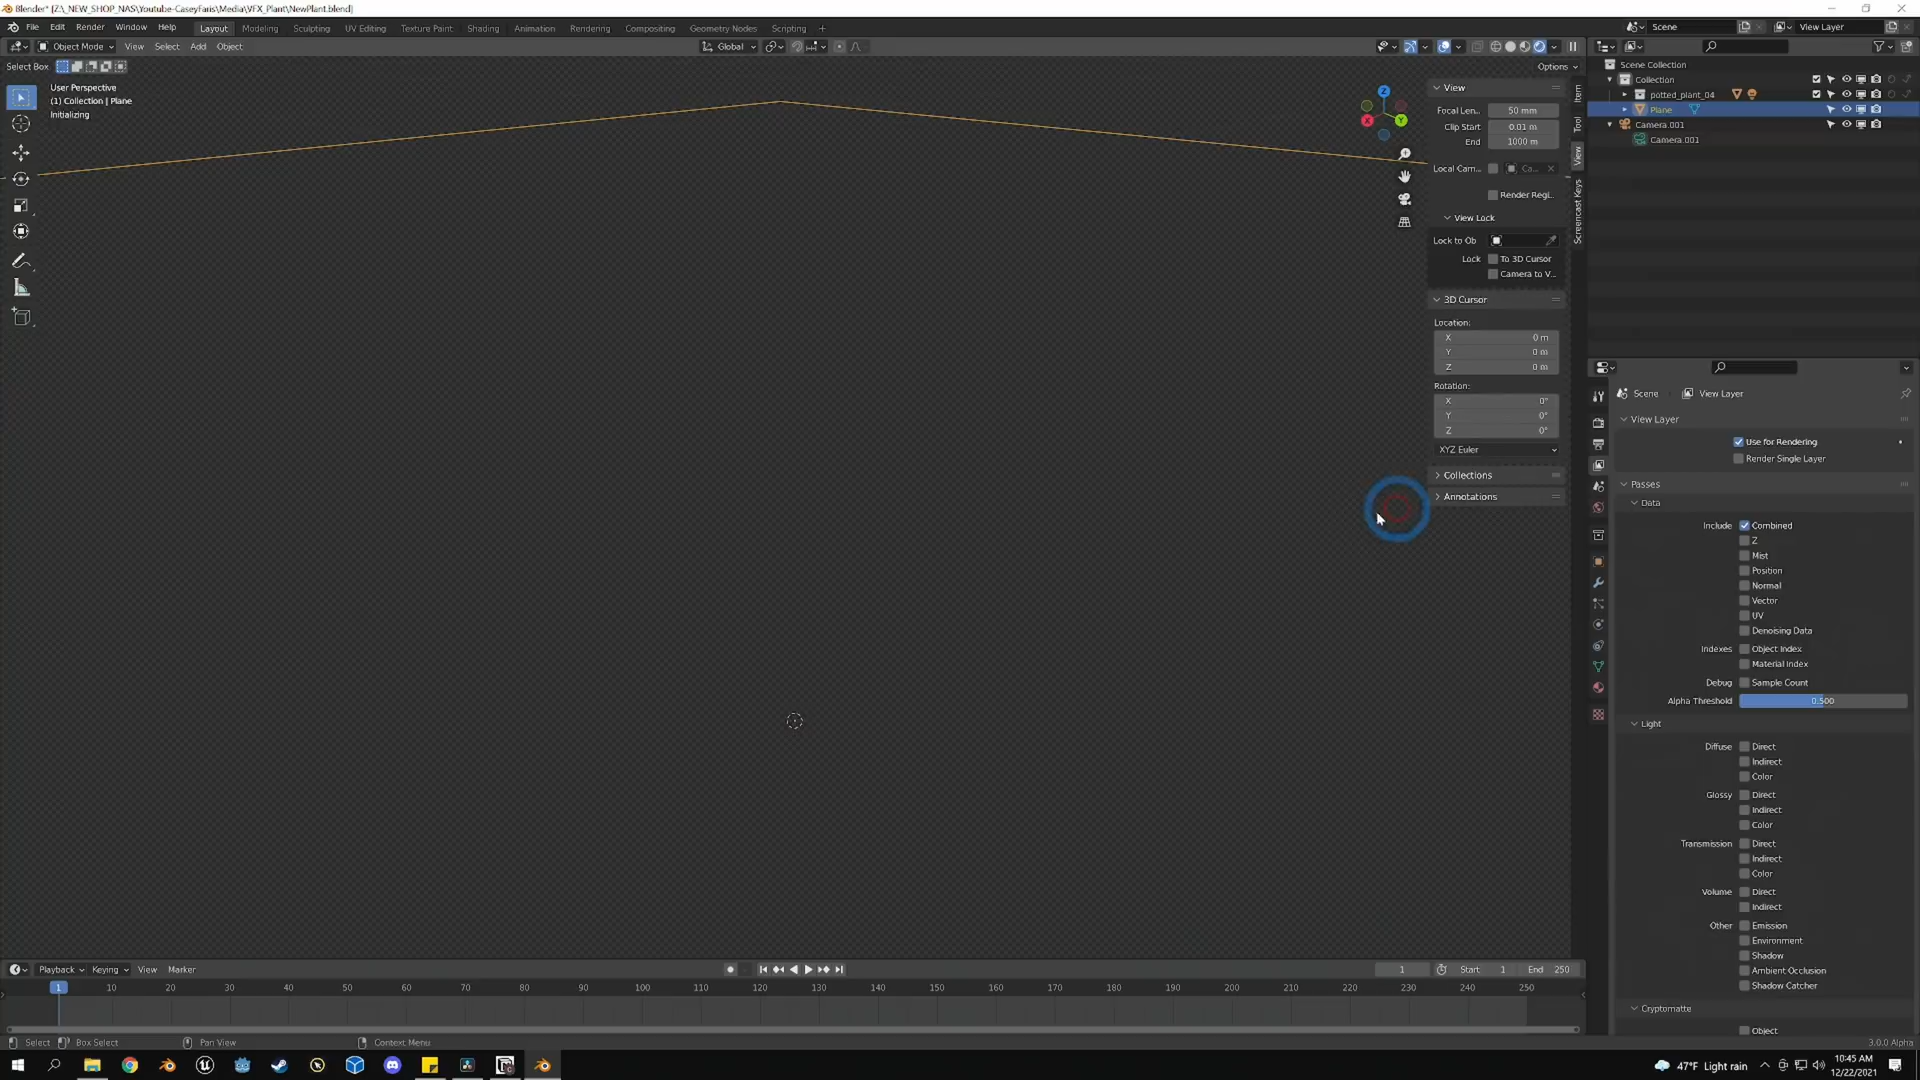 Blender* [Z:\_NEW_SHOP_NAS\Youtube-CaseyFaris\Media\VFX_Plant\NewPlant.blend]
File Edit Render Window Help Layout Modeling Sculpting UV Editing Texture Paint Shading Animation Rendering Compositing Geometry Nodes Scripting Scene View Layer
Object Mode View Select Add Object Global
Select Box Options
User Perspective
(1) Collection | Plane
Initializing
View
Focal Len... 50 mm
Clip Start 0.01 m
End 1000 m
Local Cam... Ca...
Render Regi...
View Lock
Lock to Ob
Lock To 3D Cursor
Camera to V...
3D Cursor
Location:
X 0 m
Y 0 m
Z 0 m
Rotation:
X 0°
Y 0°
Z 0°
XYZ Euler
Collections
Annotations
Item
Tool
View
Screencast Keys
Z
X
Y
Scene Collection
Collection
potted_plant_04
Plane
Camera.001
Camera.001
Scene View Layer
View Layer
Use for Rendering
Render Single Layer
Passes
Data
Include Combined
Z
Mist
Position
Normal
Vector
UV
Denoising Data
Indexes Object Index
Material Index
Debug Sample Count
Alpha Threshold 0.500
Light
Diffuse Direct
Indirect
Color
Glossy Direct
Indirect
Color
Transmission Direct
Indirect
Color
Volume Direct
Indirect
Other Emission
Environment
Shadow
Ambient Occlusion
Shadow Catcher
Cryptomatte
Object
Playback Keying View Marker 1 Start 1 End 250
1 10 20 30 40 50 60 70 80 90 100 110 120 130 140 150 160 170 180 190 200 210 220 230 240 250
Select Box Select Pan View Context Menu 3.0.0 Alpha
47°F Light rain 10:45 AM
12/22/2021